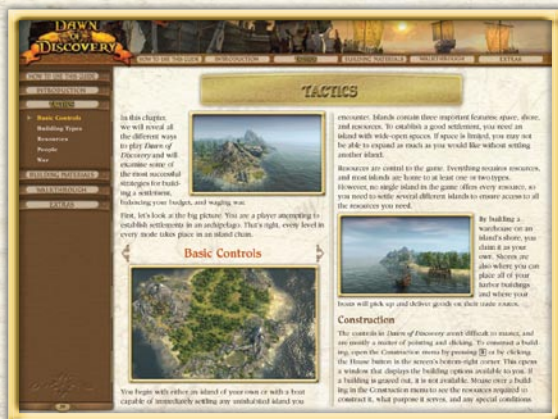 DAWN
OF
DISCOVERY
HOW TO USE THIS GUIDE
INTRODUCTION
TACTICS
BUILDING MATERIALS
WALKTHROUGH
EXTRAS
HOW TO USE THIS GUIDE
INTRODUCTION
TACTICS
Basic Controls
Building Types
Resources
People
War
BUILDING MATERIALS
WALKTHROUGH
EXTRAS
TACTICS
In this chapter,
we will reveal all
the different ways
to play Dawn of
Discovery and will
examine some of
the most successful
strategies for build-
ing a settlement,
balancing your budget, and waging war.
First, let's look at the big picture. You are a player attempting to
establish settlements in an archipelago. That's right, every level in
every mode takes place in an island chain.
Basic Controls
You begin with either an island of your own or with a boat
capable of immediately settling any uninhabited island you
encounter. Islands contain three important features: space, shore,
and resources. To establish a good settlement, you need an
island with wide-open spaces. If space is limited, you may not
be able to expand as much as you would like without settling
another island.
Resources are central to the game. Everything requires resources,
and most islands are home to at least one or two types.
However, no single island in the game offers every resource, so
you need to settle several different islands to ensure access to all
the resources you need.
By building a
warehouse on an
island's shore, you
claim it as your
own. Shores are
also where you can
place all of your
harbor buildings
and where your
boats will pick up and deliver goods on their trade routes.
Construction
The controls in Dawn of Discovery aren't difficult to master, and
are mostly a matter of pointing and clicking. To construct a build-
ing, open the Construction menu by pressing or by clicking
the House button in the screen's bottom-right corner. This opens
a window that displays the building options available to you. If
a building is grayed out, it is not available. Mouse over a build-
ing in the Construction menu to see the resources required to
construct it, what purpose it serves, and any special conditions